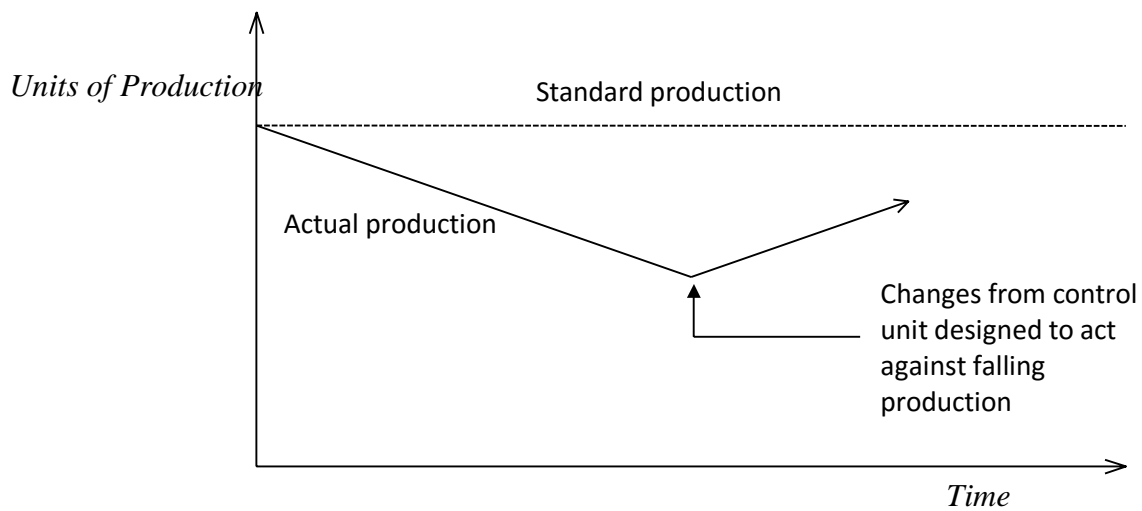 Units of Production
Standard production
Actual production
Changes from control
unit designed to act
against falling
production
Time